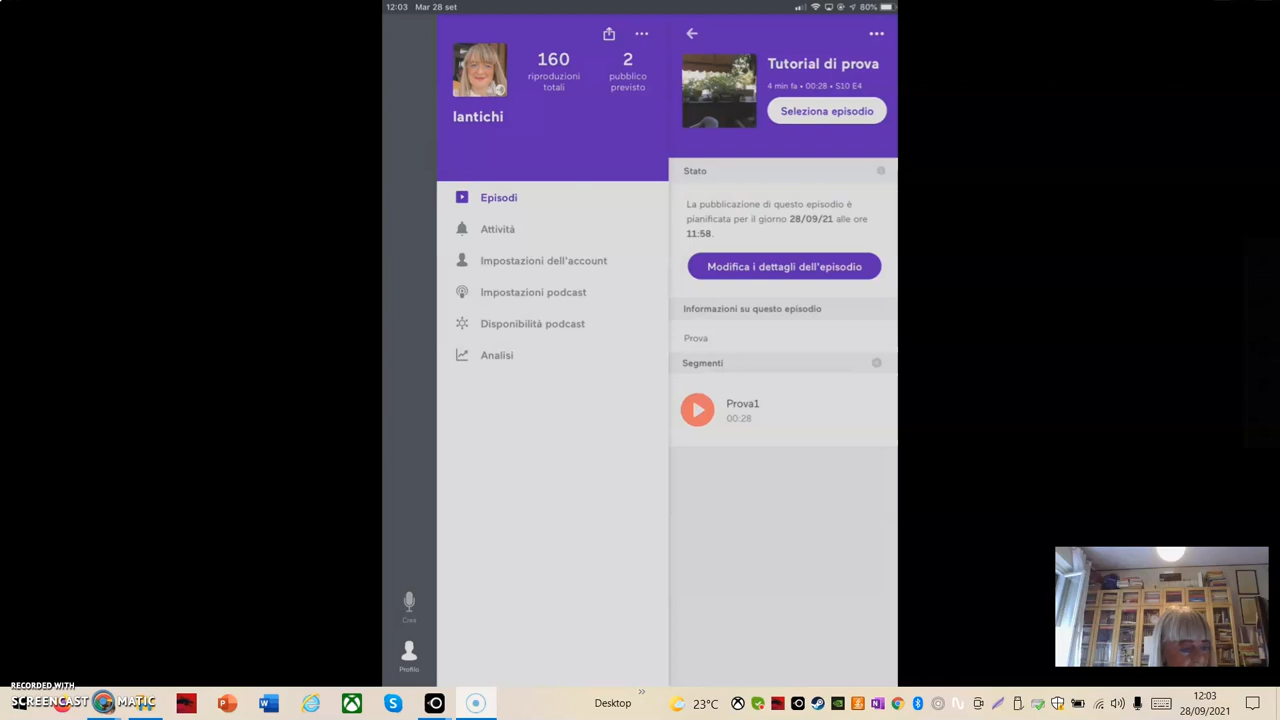 12:03 Mar 28 set
80%
160
riproduzioni
totali
2
pubblico
previsto
lantichi
Episodi
Attività
Impostazioni dell'account
Impostazioni podcast
Disponibilità podcast
Analisi
Crea
Profilo
Tutorial di prova
4 min fa • 00:28 • S10 E4
Seleziona episodio
Stato
La pubblicazione di questo episodio è
pianificata per il giorno 28/09/21 alle ore
11:58.
Modifica i dettagli dell'episodio
Informazioni su questo episodio
Prova
Segmenti
Prova1
00:28
RECORDED WITH
SCREENCAST MATIC
Desktop
23°C
12:03
28/09/2021